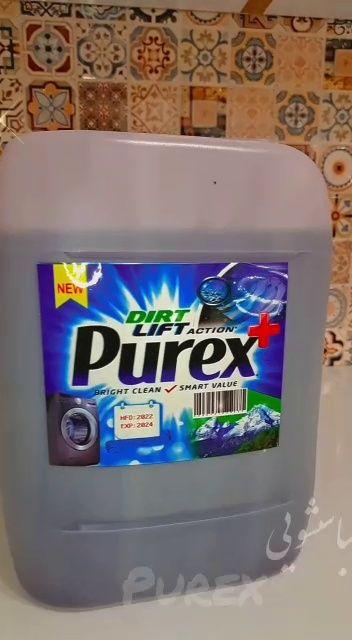 NEW
DIRT
LIFT ACTION
Purex+
BRIGHT CLEAN ✓ SMART VALUE
MFD:2022
EXP:2024
PUREX